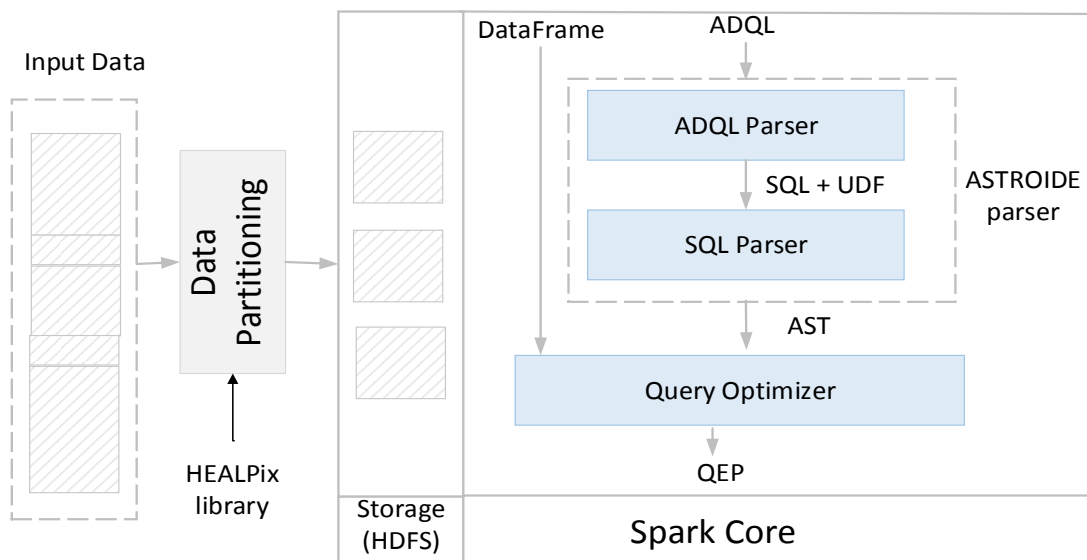 Input Data
Data
Partitioning
HEALPix
library
Storage
(HDFS)
DataFrame
ADQL
ADQL Parser
SQL + UDF
SQL Parser
ASTROIDE
parser
AST
Query Optimizer
QEP
Spark Core